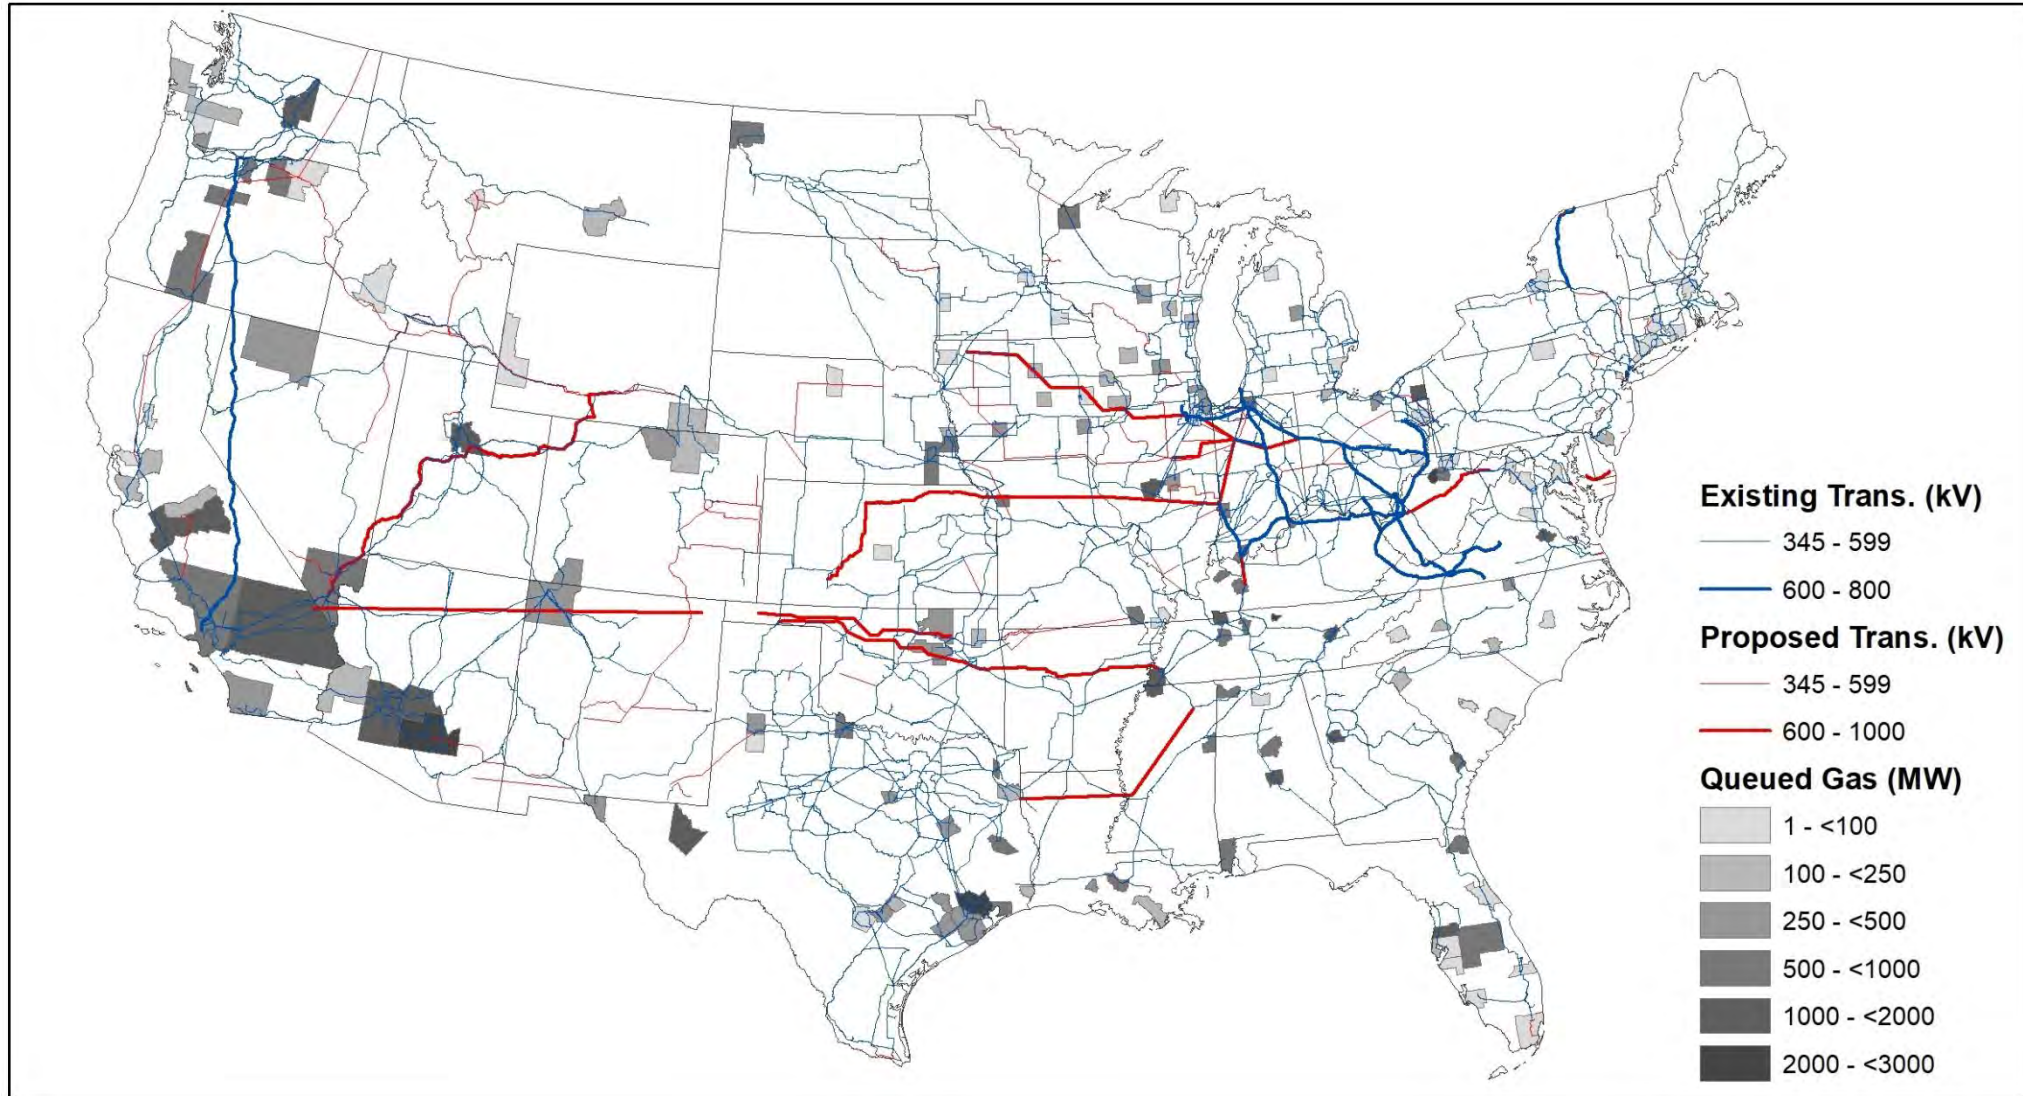 Existing Trans. (kV)
345 - 599
600 - 800
Proposed Trans. (kV)
345 - 599
600 - 1000
Queued Gas (MW)
1 - <100
100 - <250
250 - <500
500 - <1000
1000 - <2000
2000 - <3000